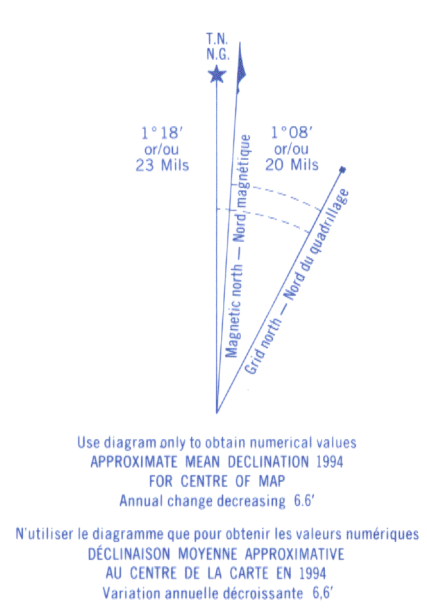 T.N.
N.G.
1°18′
or/ou
23 Mils
1°08′
or/ou
20 Mils
Magnetic north — Nord magnétique
Grid north — Nord du quadrillage
Use diagram only to obtain numerical values
APPROXIMATE MEAN DECLINATION 1994
FOR CENTRE OF MAP
Annual change decreasing 6.6′
N'utiliser le diagramme que pour obtenir les valeurs numériques
DÉCLINAISON MOYENNE APPROXIMATIVE
AU CENTRE DE LA CARTE EN 1994
Variation annuelle décroissante 6,6′